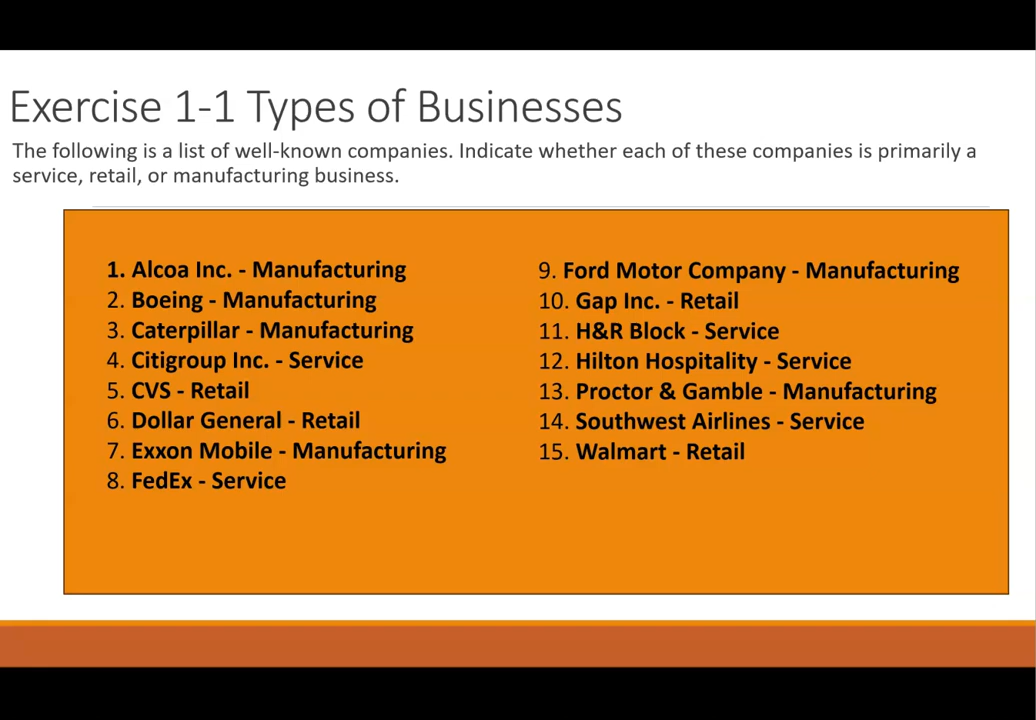 Exercise 1-1 Types of Businesses
The following is a list of well-known companies. Indicate whether each of these companies is primarily a
service, retail, or manufacturing business.
1. Alcoa Inc. - Manufacturing
2. Boeing - Manufacturing
3. Caterpillar - Manufacturing
4. Citigroup Inc. - Service
5. CVS - Retail
6. Dollar General - Retail
7. Exxon Mobile - Manufacturing
8. FedEx - Service
9. Ford Motor Company - Manufacturing
10. Gap Inc. - Retail
11. H&R Block - Service
12. Hilton Hospitality - Service
13. Proctor & Gamble - Manufacturing
14. Southwest Airlines - Service
15. Walmart - Retail